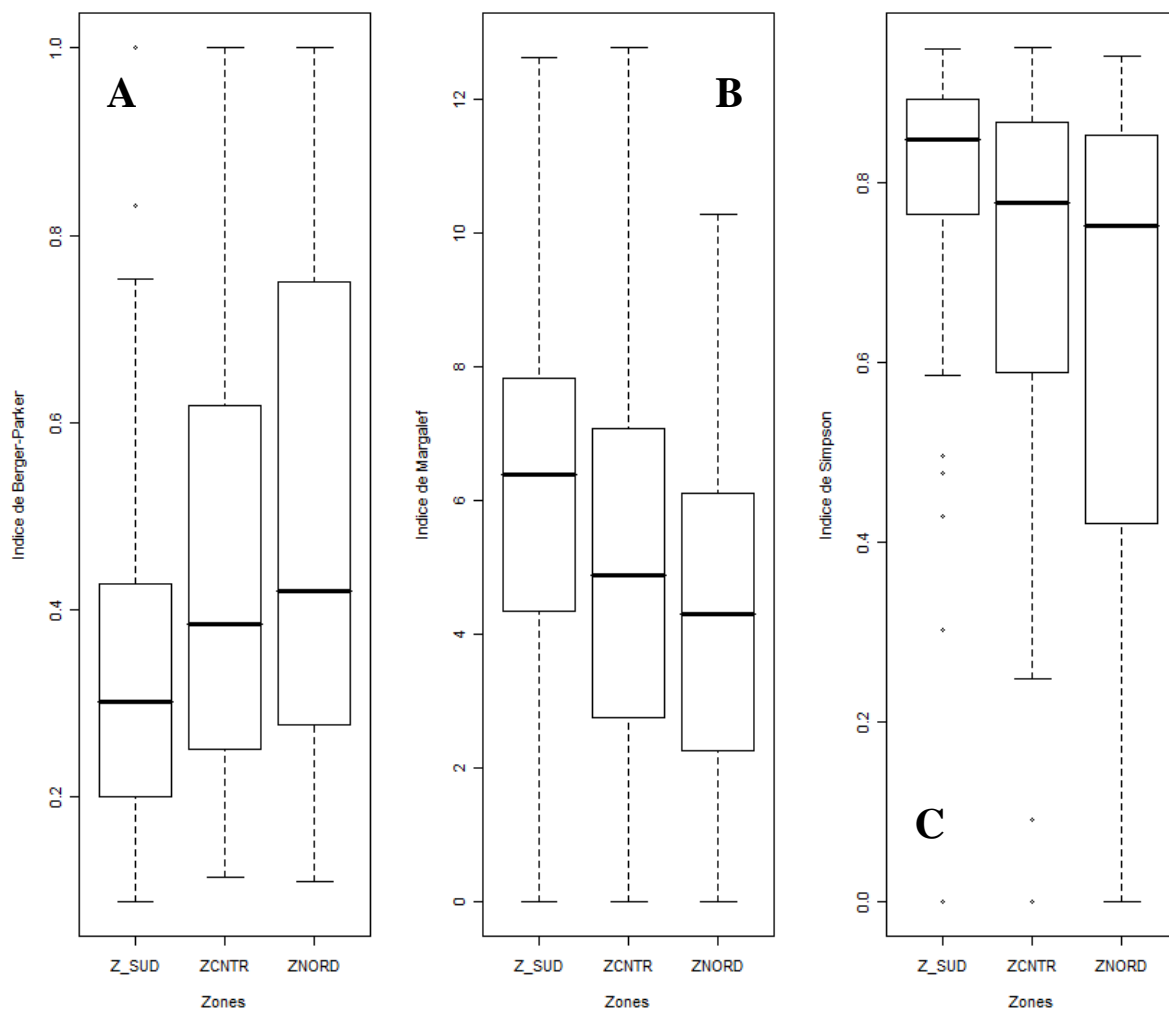 A
Indice de Berger-Parker
1.0
0.8
0.6
0.4
0.2
Z_SUD ZCNTR ZNORD
Zones
B
Indice de Margalef
12
10
8
6
4
2
0
Z_SUD ZCNTR ZNORD
Zones
C
Indice de Simpson
0.8
0.6
0.4
0.2
0.0
Z_SUD ZCNTR ZNORD
Zones